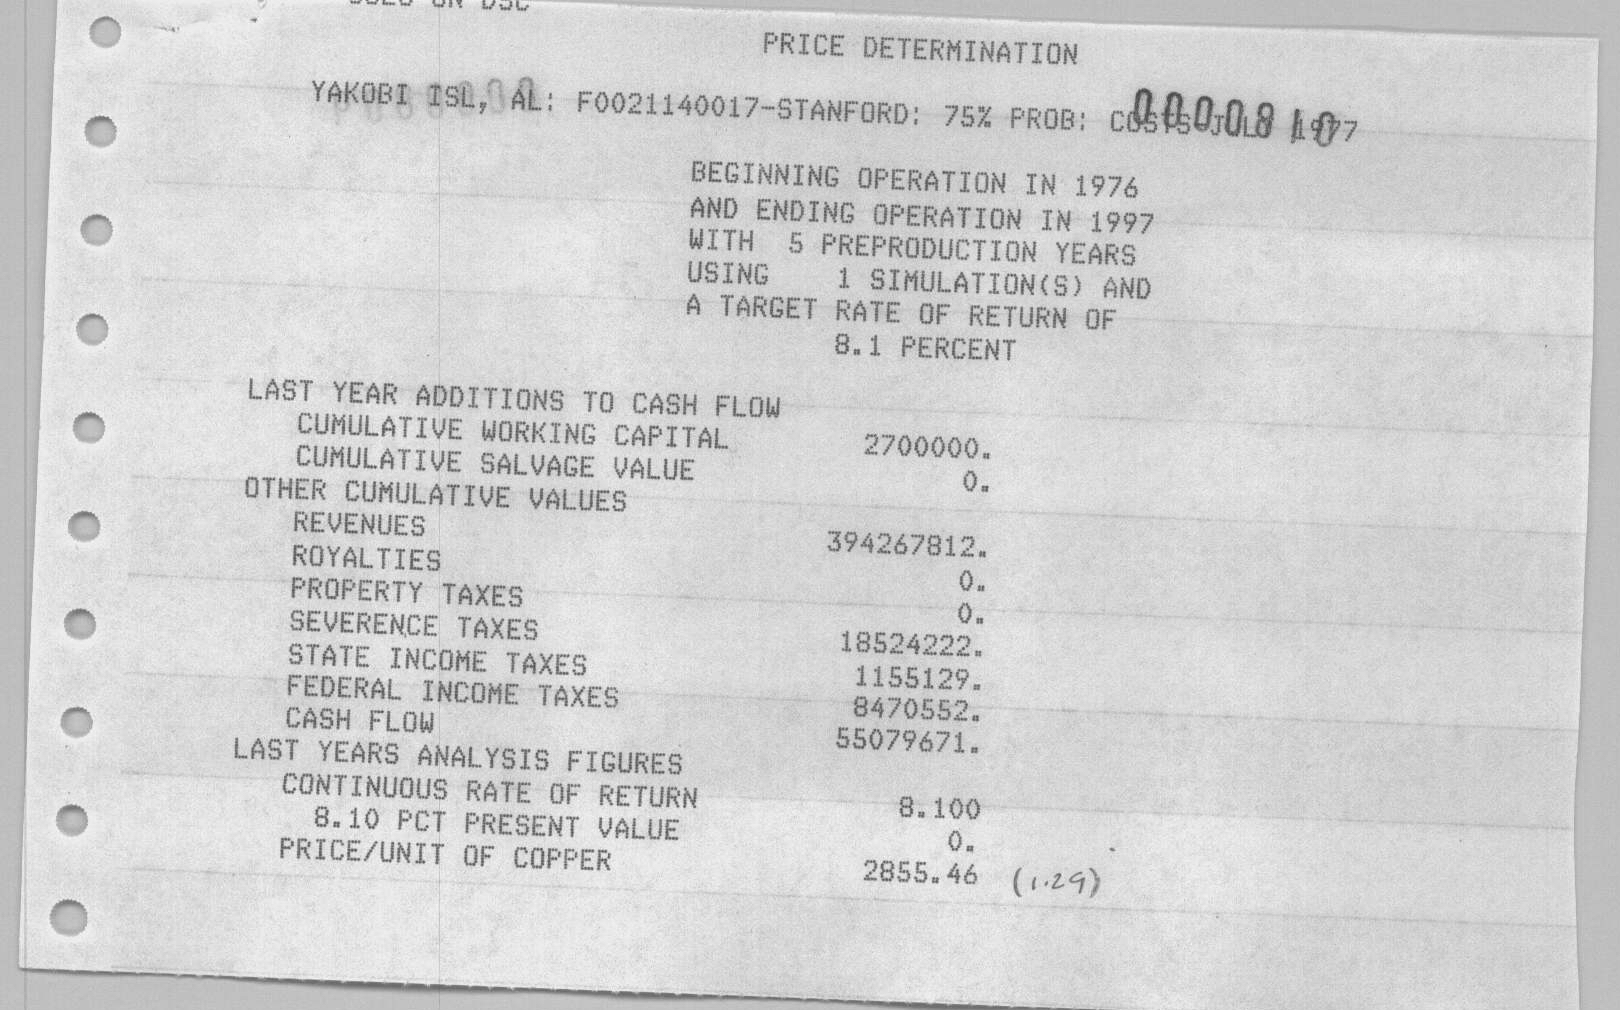 PRICE DETERMINATION
YAKOBI ISL, AL: F0021140017-STANFORD: 75% PROB: COSTS 1977
0000810
BEGINNING OPERATION IN 1976
AND ENDING OPERATION IN 1997
WITH 5 PREPRODUCTION YEARS
USING 1 SIMULATION(S) AND
A TARGET RATE OF RETURN OF
8.1 PERCENT
LAST YEAR ADDITIONS TO CASH FLOW
CUMULATIVE WORKING CAPITAL 2700000.
CUMULATIVE SALVAGE VALUE 0.
OTHER CUMULATIVE VALUES
REVENUES 394267812.
ROYALTIES 0.
PROPERTY TAXES 0.
SEVERENCE TAXES 18524222.
STATE INCOME TAXES 1155129.
FEDERAL INCOME TAXES 8470552.
CASH FLOW 55079671.
LAST YEARS ANALYSIS FIGURES
CONTINUOUS RATE OF RETURN 8.100
8.10 PCT PRESENT VALUE 0.
PRICE/UNIT OF COPPER 2855.46 (1.29)